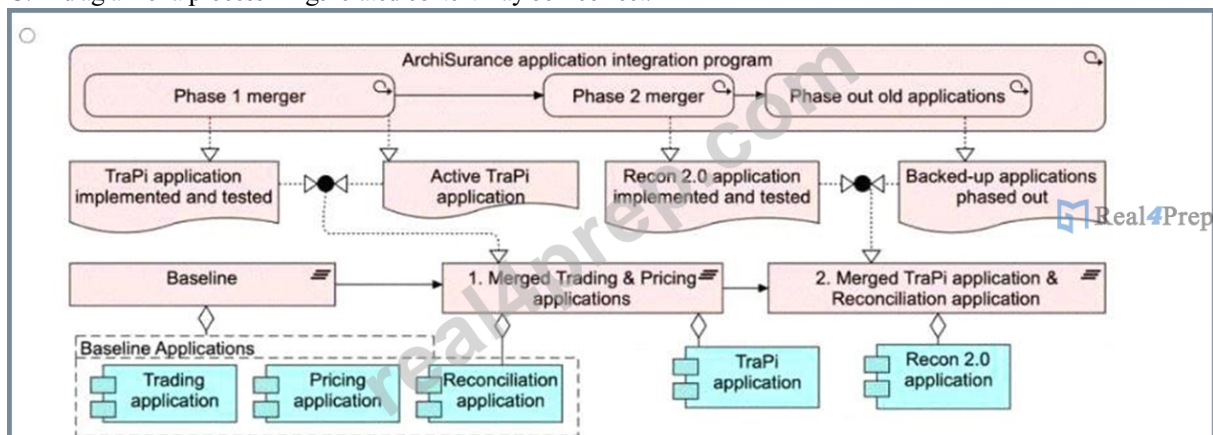 ArchiSurance application integration program
Phase 1 merger
Phase 2 merger
Phase out old applications
TraPi application
implemented and tested
Active TraPi
application
Recon 2.0 application
implemented and tested
Backed-up applications
phased out
Real4Prep
Baseline
1. Merged Trading & Pricing
applications
2. Merged TraPi application &
Reconciliation application
Baseline Applications
Trading
application
Pricing
application
Reconciliation
application
TraPi
application
Recon 2.0
application
real4prep.com